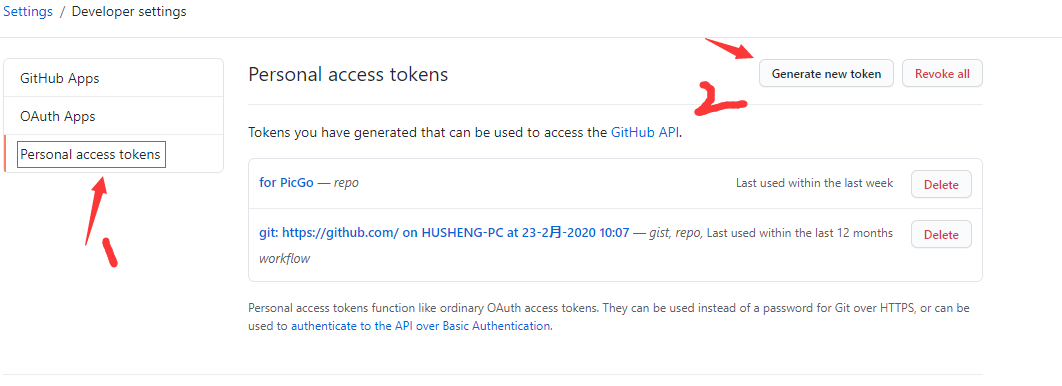 Settings / Developer settings
GitHub Apps
OAuth Apps
Personal access tokens
1
Personal access tokens
Generate new token
Revoke all
2
Tokens you have generated that can be used to access the GitHub API.
for PicGo — repo
Last used within the last week
Delete
git: https://github.com/ on HUSHENG-PC at 23-2月-2020 10:07 — gist, repo,
workflow
Last used within the last 12 months
Delete
Personal access tokens function like ordinary OAuth access tokens. They can be used instead of a password for Git over HTTPS, or can be
used to authenticate to the API over Basic Authentication.